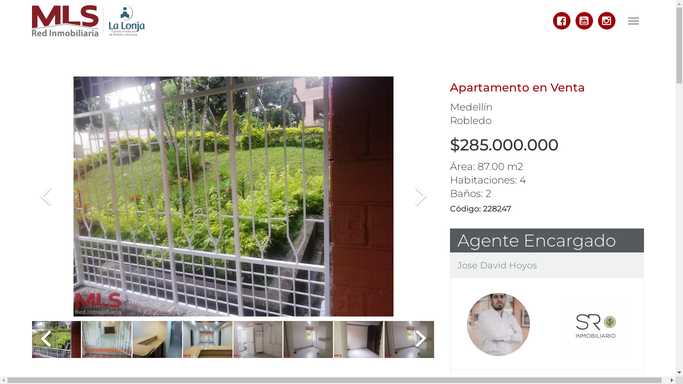 MLS
Red Inmobiliaria
La Lonja
Apartamento en Venta
Medellín
Robledo
$285.000.000
Área: 87.00 m2
Habitaciones: 4
Baños: 2
Código: 228247
Agente Encargado
Jose David Hoyos
SR
INMOBILIARIO
MLS
Red Inmobiliaria